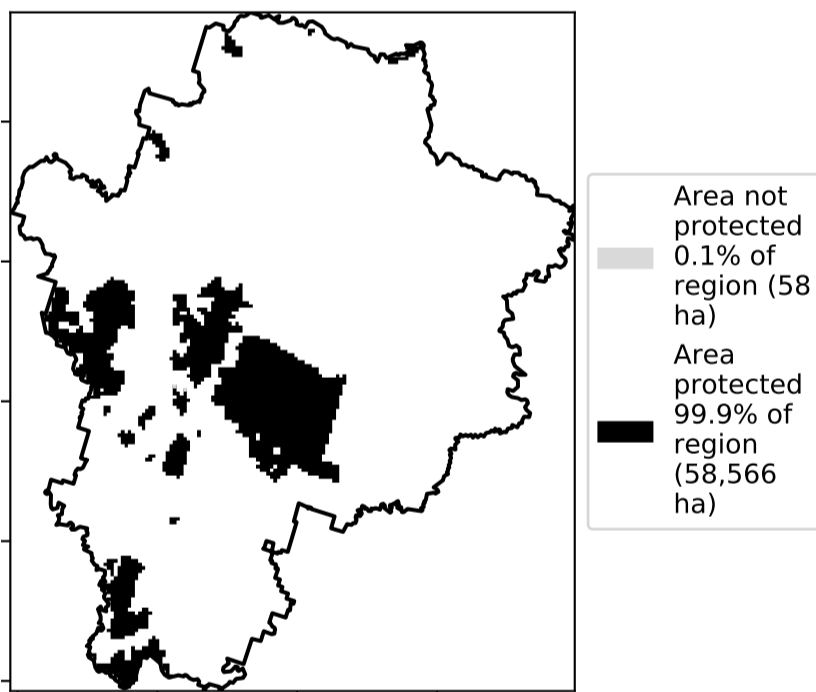 Area not
protected
0.1% of
region (58
ha)
Area
protected
99.9% of
region
(58,566
ha)